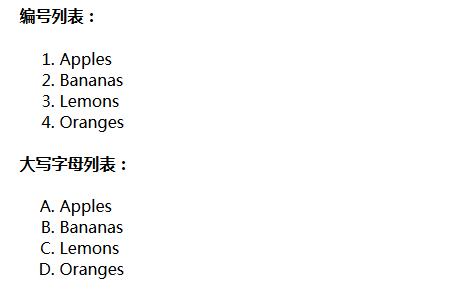 编号列表：
1. Apples
2. Bananas
3. Lemons
4. Oranges
大写字母列表：
A. Apples
B. Bananas
C. Lemons
D. Oranges